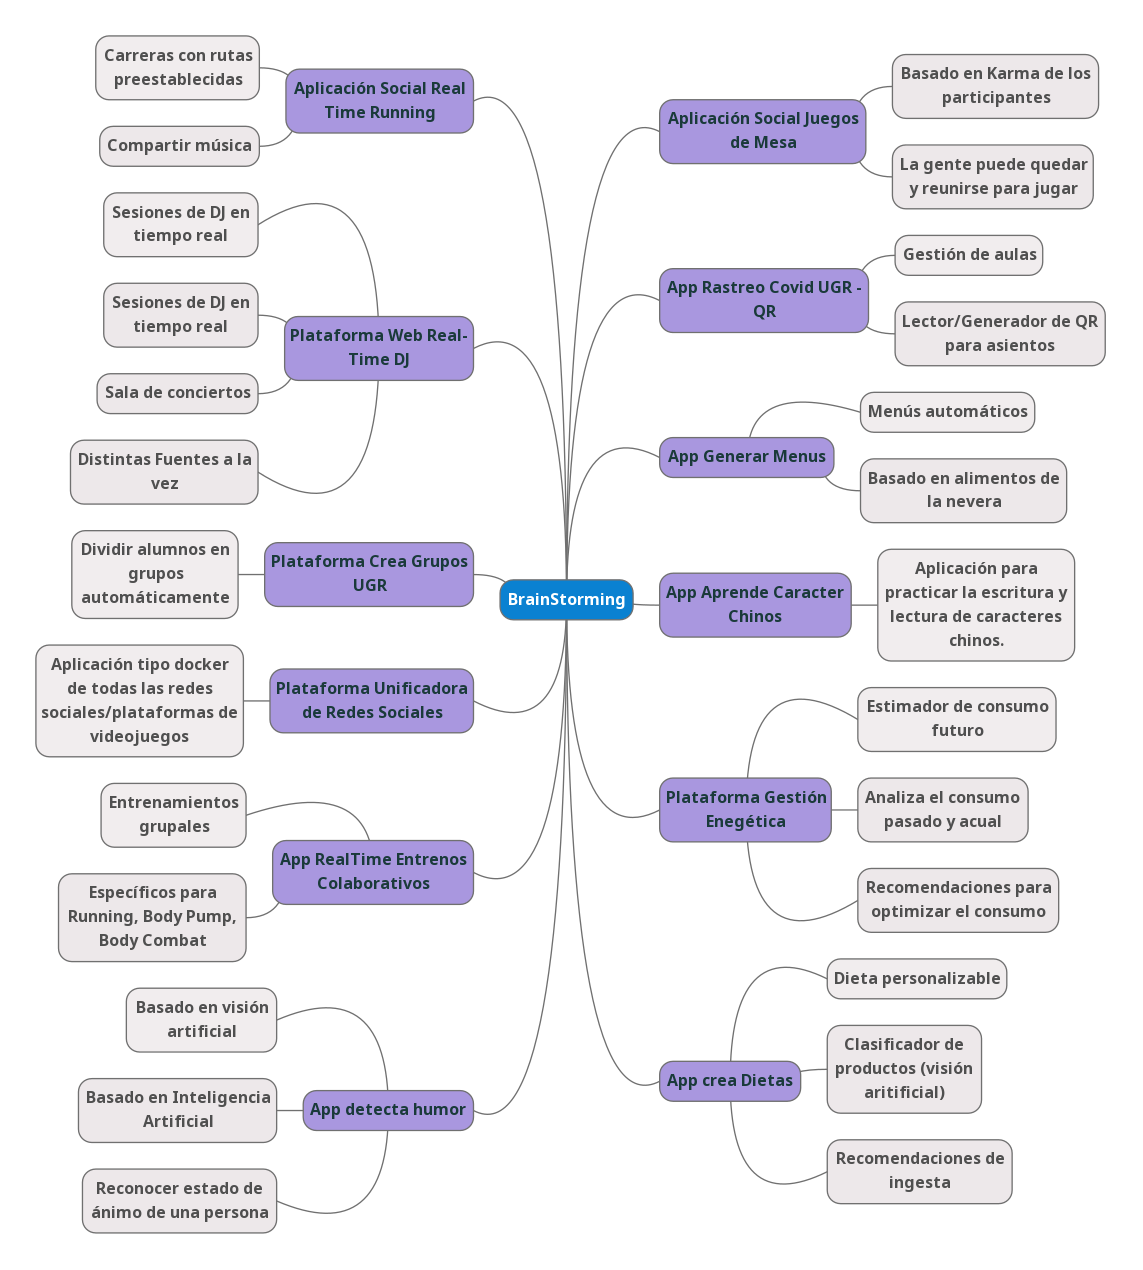 Carreras con rutas
preestablecidas
Aplicación Social Real
Time Running
Compartir música
Sesiones de DJ en
tiempo real
Sesiones de DJ en
tiempo real
Plataforma Web Real-
Time DJ
Sala de conciertos
Distintas Fuentes a la
vez
Dividir alumnos en
grupos
automáticamente
Plataforma Crea Grupos
UGR
Aplicación tipo docker
de todas las redes
sociales/plataformas de
videojuegos
Plataforma Unificadora
de Redes Sociales
Entrenamientos
grupales
App RealTime Entrenos
Colaborativos
Específicos para
Running, Body Pump,
Body Combat
Basado en visión
artificial
Basado en Inteligencia
Artificial
App detecta humor
Reconocer estado de
ánimo de una persona
BrainStorming
Aplicación Social Juegos
de Mesa
Basado en Karma de los
participantes
La gente puede quedar
y reunirse para jugar
App Rastreo Covid UGR -
QR
Gestión de aulas
Lector/Generador de QR
para asientos
App Generar Menus
Menús automáticos
Basado en alimentos de
la nevera
App Aprende Caracter
Chinos
Aplicación para
practicar la escritura y
lectura de caracteres
chinos.
Plataforma Gestión
Enegética
Estimador de consumo
futuro
Analiza el consumo
pasado y acual
Recomendaciones para
optimizar el consumo
App crea Dietas
Dieta personalizable
Clasificador de
productos (visión
aritificial)
Recomendaciones de
ingesta